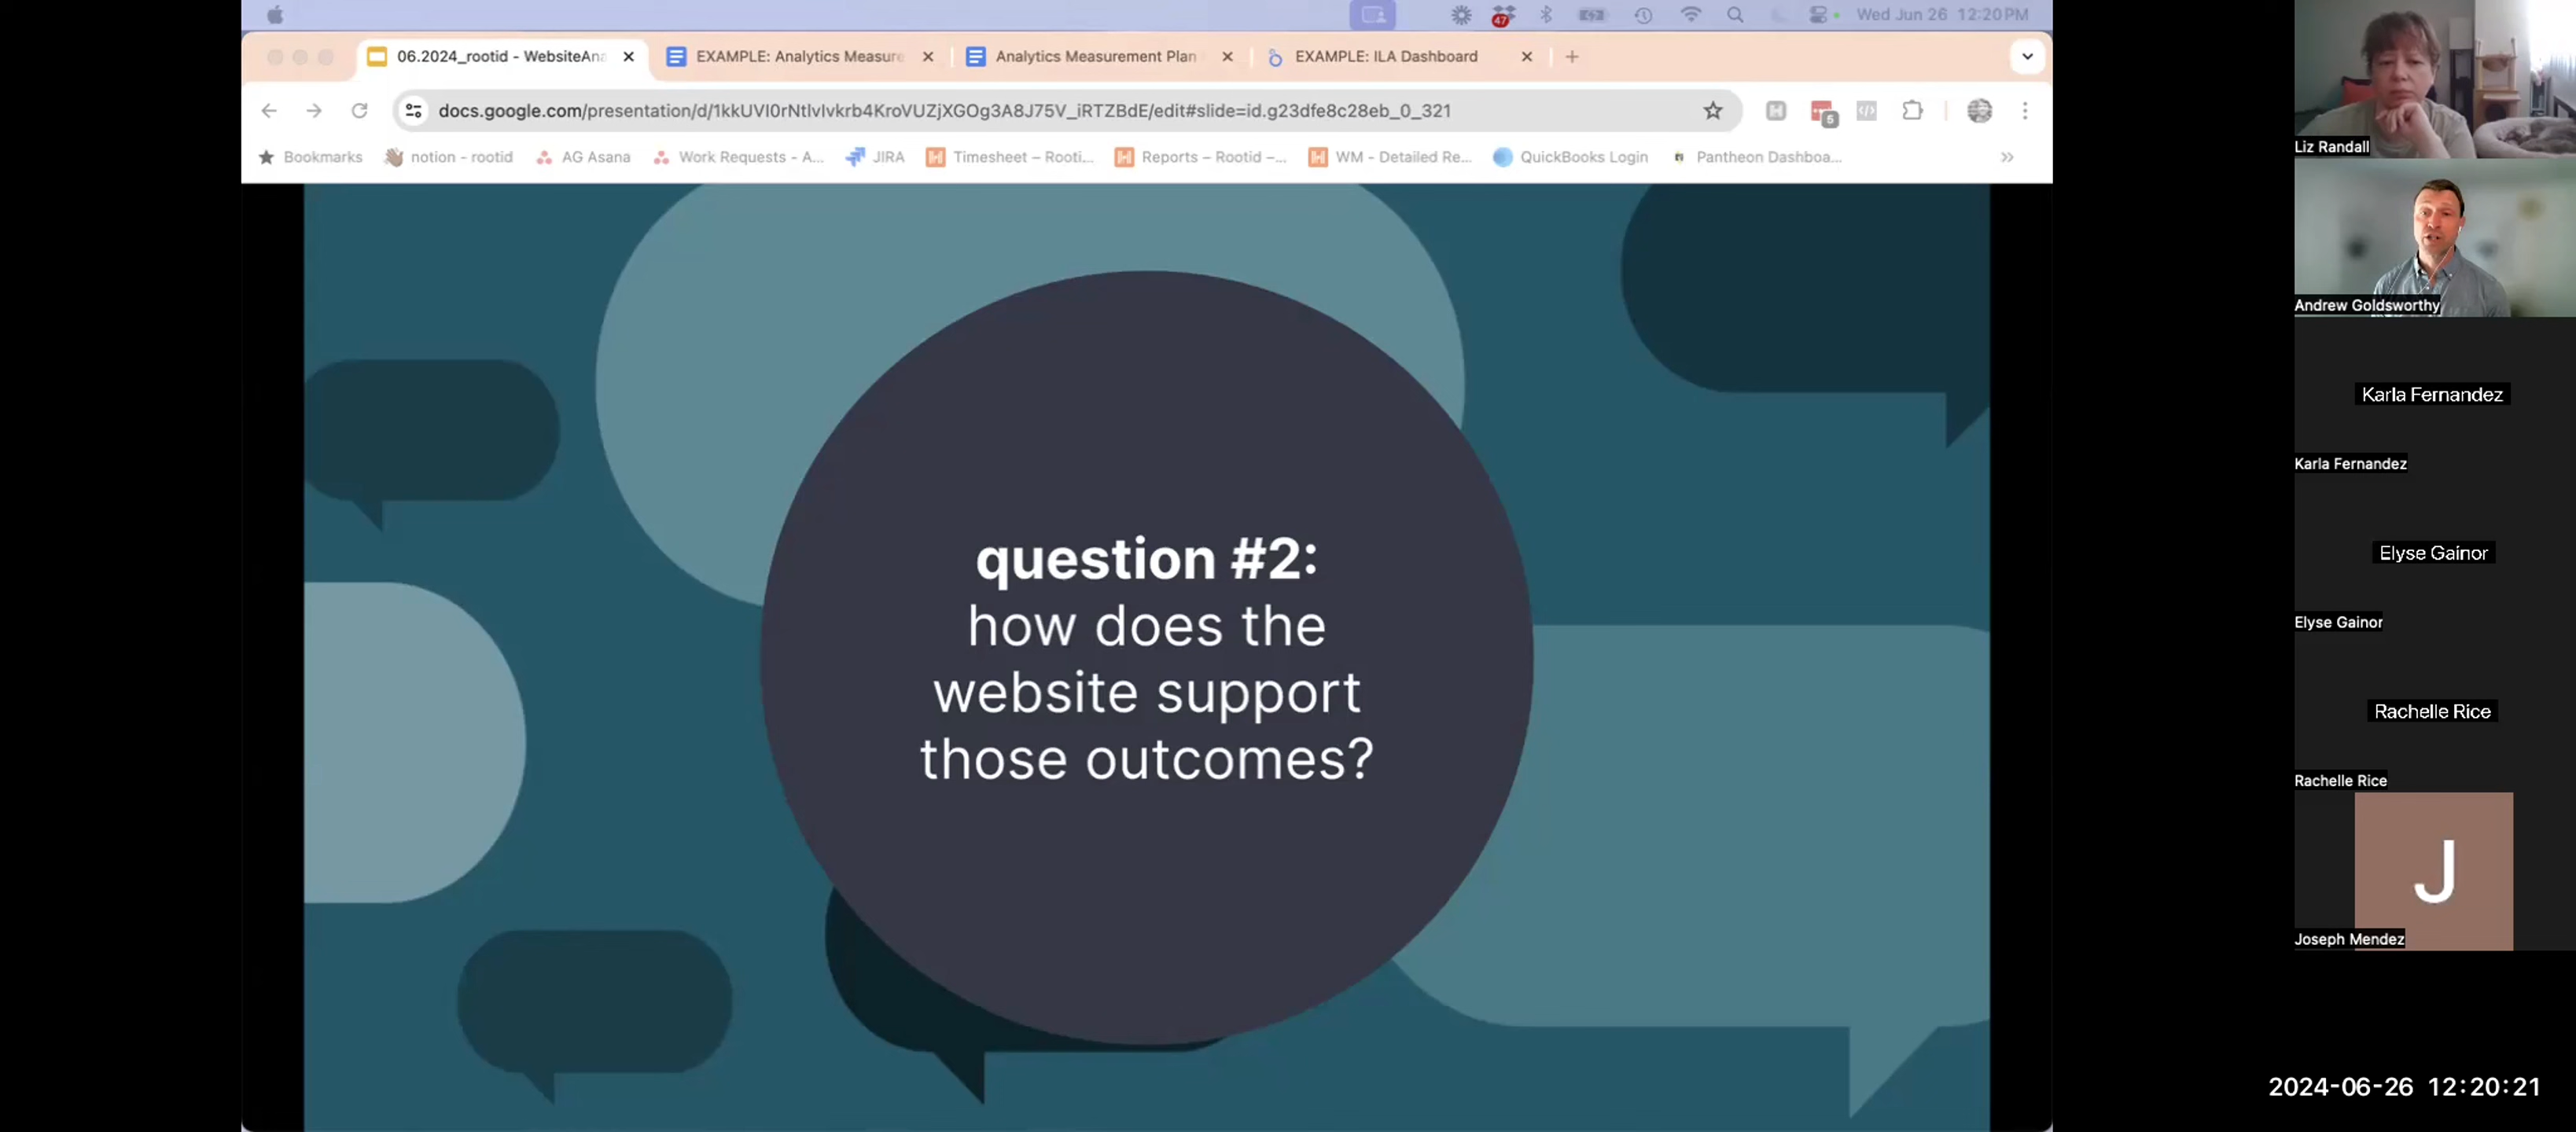 Wed Jun 26 12:20 PM
47
06.2024_rootid - WebsiteAna
EXAMPLE: Analytics Measure
Analytics Measurement Plan
EXAMPLE: ILA Dashboard
docs.google.com/presentation/d/1kkUVI0rNtlvIvkrb4KroVUZjXGOg3A8J75V_iRTZBdE/edit#slide=id.g23dfe8c28eb_0_321
5
Bookmarks
notion - rootid
AG Asana
Work Requests - A...
JIRA
Timesheet – Rooti...
Reports – Rootid –...
WM - Detailed Re...
QuickBooks Login
Pantheon Dashboa...
question #2:
how does the
website support
those outcomes?
Liz Randall
Andrew Goldsworthy
Karla Fernandez
Karla Fernandez
Elyse Gainor
Elyse Gainor
Rachelle Rice
Rachelle Rice
J
Joseph Mendez
2024-06-26 12:20:21